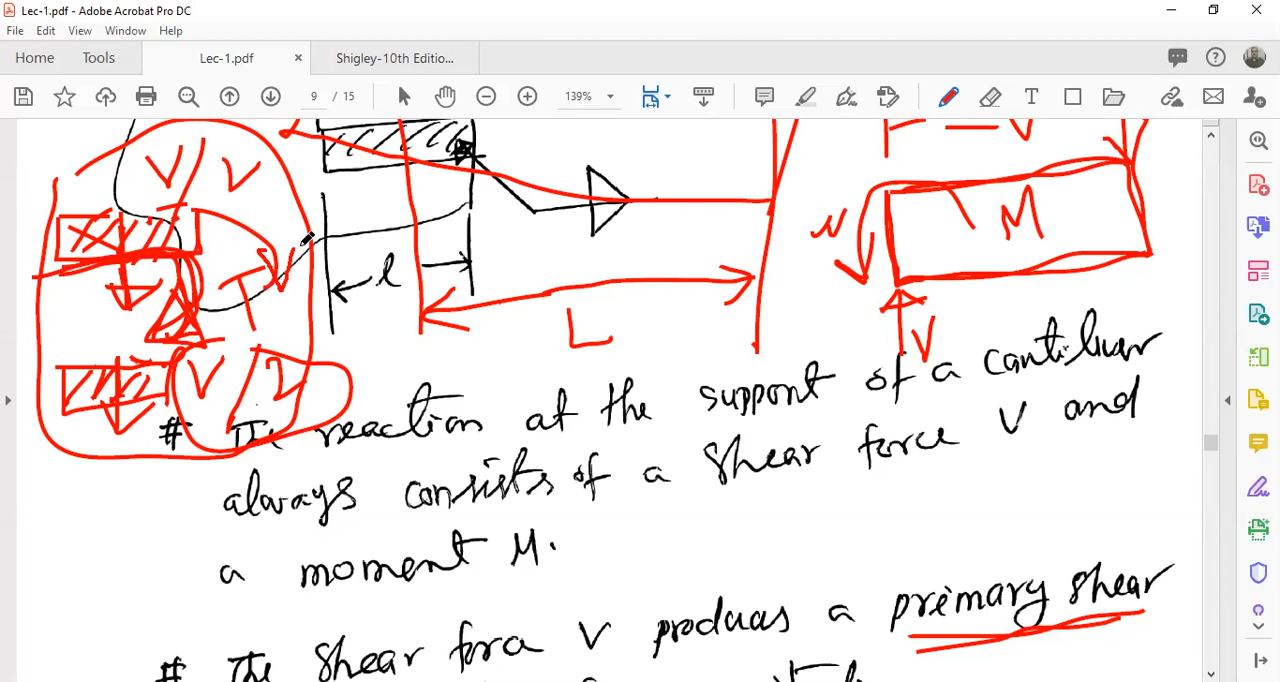 Lec-1.pdf - Adobe Acrobat Pro DC
File Edit View Window Help
Home Tools Lec-1.pdf × Shigley-10th Editio...
9 / 15 139%
V V
V
M
M
l
T
L
V
V/2
# The reaction at the support of a cantiliver
always consists of a shear force V and
a moment M.
# The shear force V produces a primary shear